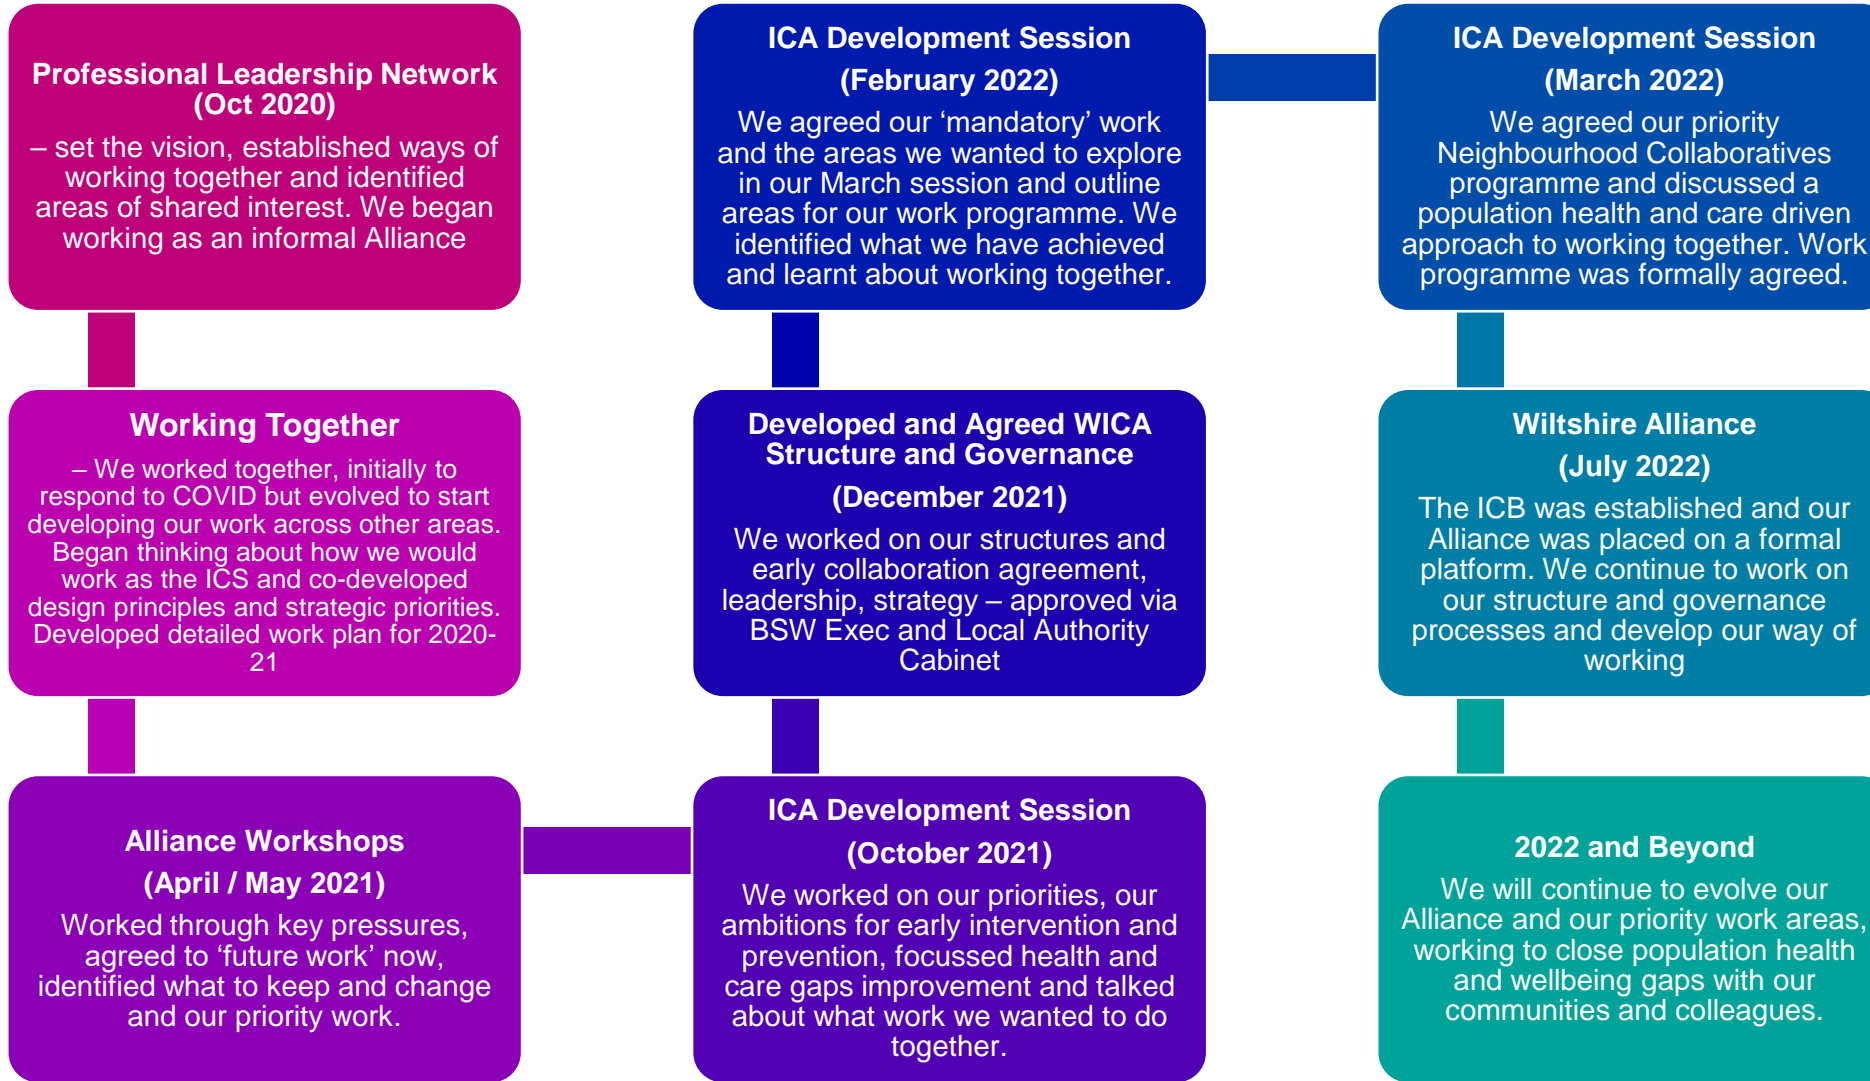 Professional Leadership Network
(Oct 2020)
– set the vision, established ways of
working together and identified
areas of shared interest. We began
working as an informal Alliance
Working Together
– We worked together, initially to
respond to COVID but evolved to start
developing our work across other areas.
Began thinking about how we would
work as the ICS and co-developed
design principles and strategic priorities.
Developed detailed work plan for 2020-
21
Alliance Workshops
(April / May 2021)
Worked through key pressures,
agreed to ‘future work’ now,
identified what to keep and change
and our priority work.
ICA Development Session
(October 2021)
We worked on our priorities, our
ambitions for early intervention and
prevention, focussed health and
care gaps improvement and talked
about what work we wanted to do
together.
Developed and Agreed WICA
Structure and Governance
(December 2021)
We worked on our structures and
early collaboration agreement,
leadership, strategy – approved via
BSW Exec and Local Authority
Cabinet
ICA Development Session
(February 2022)
We agreed our ‘mandatory’ work
and the areas we wanted to explore
in our March session and outline
areas for our work programme. We
identified what we have achieved
and learnt about working together.
ICA Development Session
(March 2022)
We agreed our priority
Neighbourhood Collaboratives
programme and discussed a
population health and care driven
approach to working together. Work
programme was formally agreed.
Wiltshire Alliance
(July 2022)
The ICB was established and our
Alliance was placed on a formal
platform. We continue to work on
our structure and governance
processes and develop our way of
working
2022 and Beyond
We will continue to evolve our
Alliance and our priority work areas,
working to close population health
and wellbeing gaps with our
communities and colleagues.